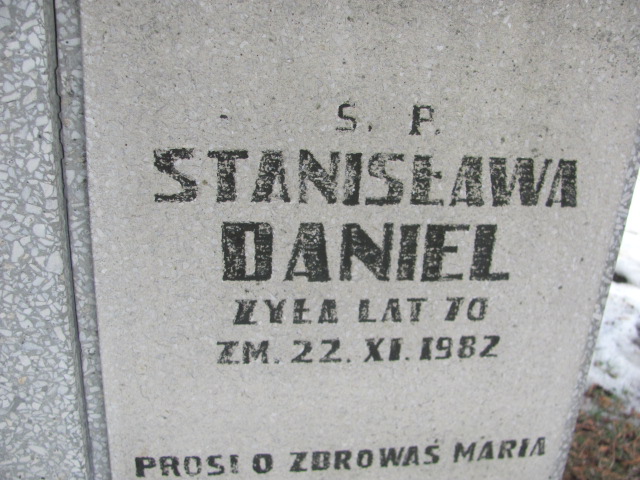 Ś. P.
STANISŁAWA
DANIEL
ŻYŁA LAT 70
ZM. 22. XI. 1982
PROSI O ZDROWAŚ MARIA